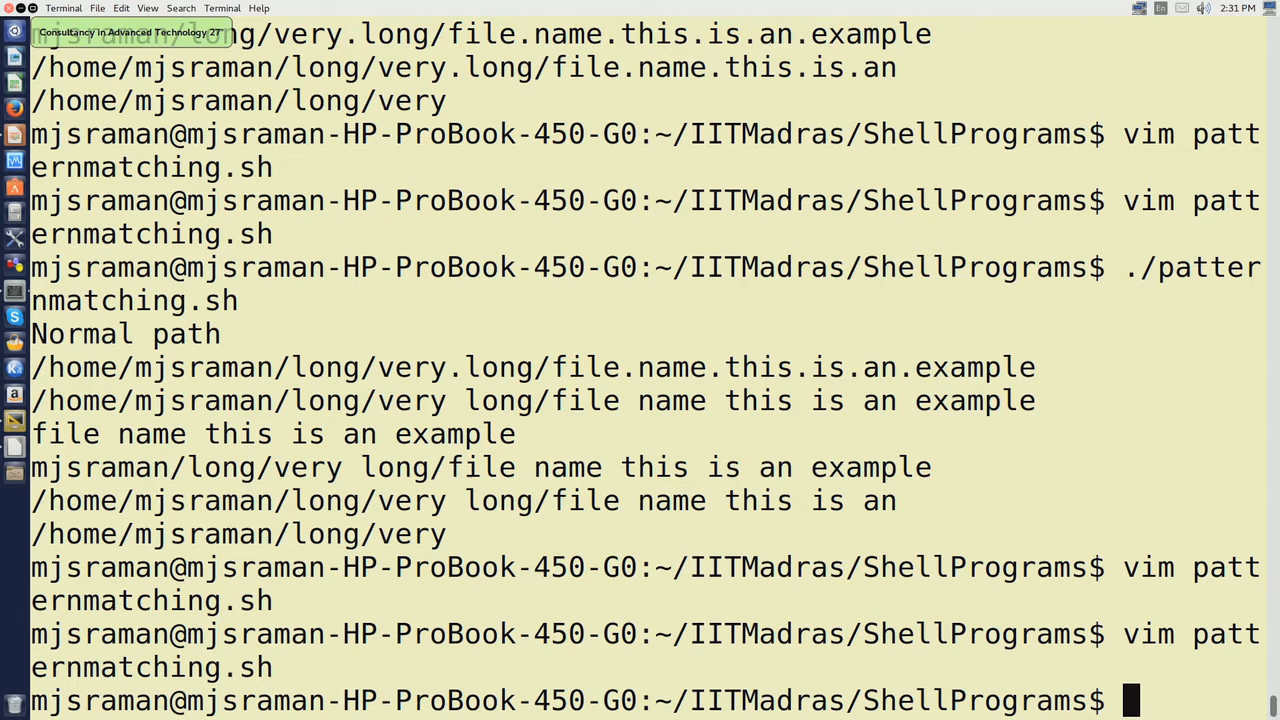 Terminal File Edit View Search Terminal Help En 2:31 PM
Consultancy in Advanced Technology 27"
mjsraman/long/very.long/file.name.this.is.an.example
/home/mjsraman/long/very.long/file.name.this.is.an
/home/mjsraman/long/very
mjsraman@mjsraman-HP-ProBook-450-G0:~/IITMadras/ShellPrograms$ vim patt
ernmatching.sh
mjsraman@mjsraman-HP-ProBook-450-G0:~/IITMadras/ShellPrograms$ vim patt
ernmatching.sh
mjsraman@mjsraman-HP-ProBook-450-G0:~/IITMadras/ShellPrograms$ ./patter
nmatching.sh
Normal path
/home/mjsraman/long/very.long/file.name.this.is.an.example
/home/mjsraman/long/very long/file name this is an example
file name this is an example
mjsraman/long/very long/file name this is an example
/home/mjsraman/long/very long/file name this is an
/home/mjsraman/long/very
mjsraman@mjsraman-HP-ProBook-450-G0:~/IITMadras/ShellPrograms$ vim patt
ernmatching.sh
mjsraman@mjsraman-HP-ProBook-450-G0:~/IITMadras/ShellPrograms$ vim patt
ernmatching.sh
mjsraman@mjsraman-HP-ProBook-450-G0:~/IITMadras/ShellPrograms$